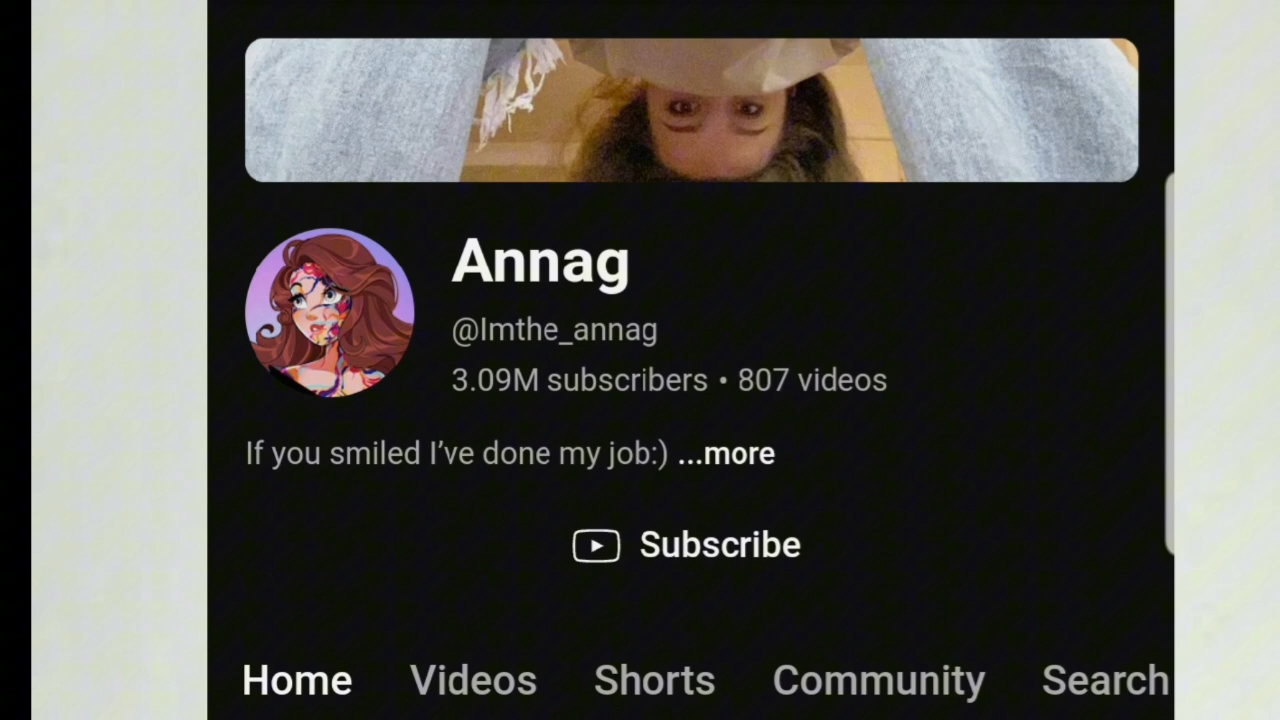 Annag
@Imthe_annag
3.09M subscribers • 807 videos
If you smiled I’ve done my job:) ...more
Subscribe
Home Videos Shorts Community Search